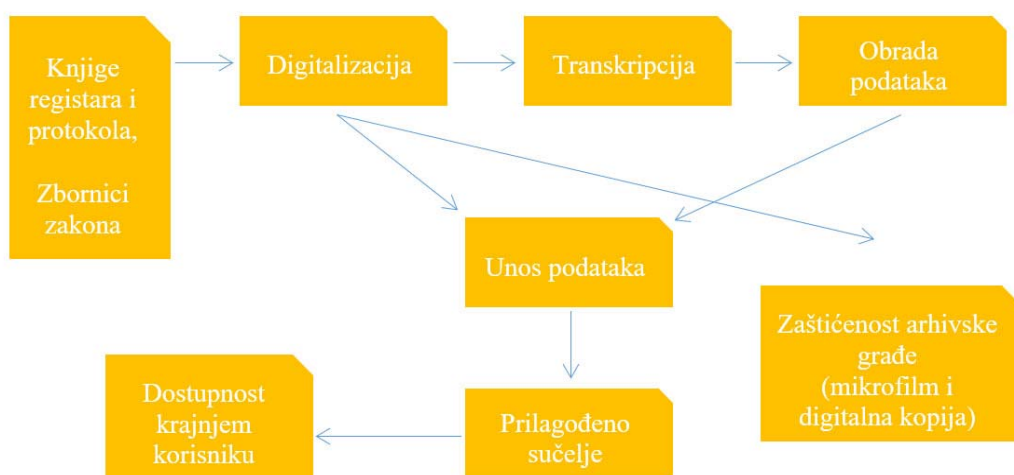 Knjige
registara i
protokola,
Zbornici
zakona
Digitalizacija
Transkripcija
Obrada
podataka
Unos podataka
Zaštićenost arhivske
građe
(mikrofilm i
digitalna kopija)
Dostupnost
krajnjem
korisniku
Prilagođeno
sučelje